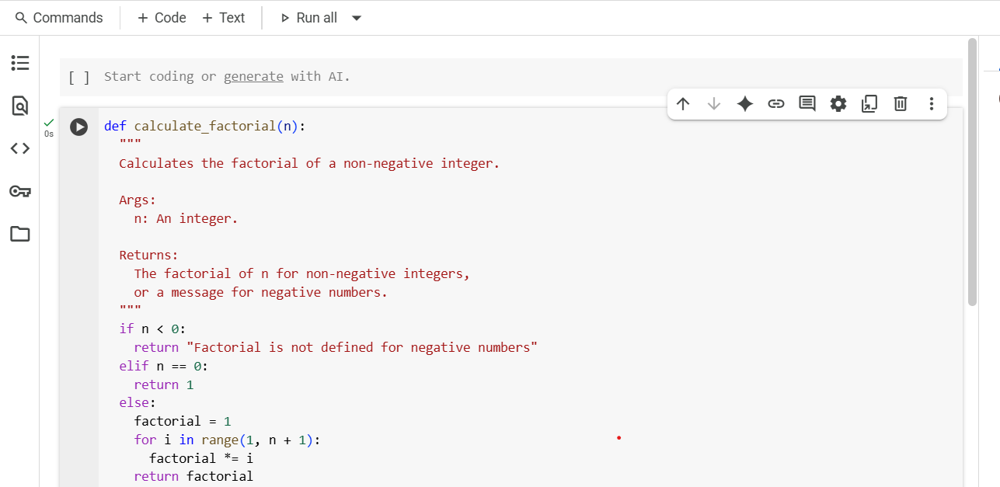 Commands + Code + Text Run all
[ ] Start coding or generate with AI.
0s
def calculate_factorial(n):
  """
  Calculates the factorial of a non-negative integer.

  Args:
    n: An integer.

  Returns:
    The factorial of n for non-negative integers,
    or a message for negative numbers.
  """
  if n < 0:
    return "Factorial is not defined for negative numbers"
  elif n == 0:
    return 1
  else:
    factorial = 1
    for i in range(1, n + 1):
      factorial *= i
    return factorial